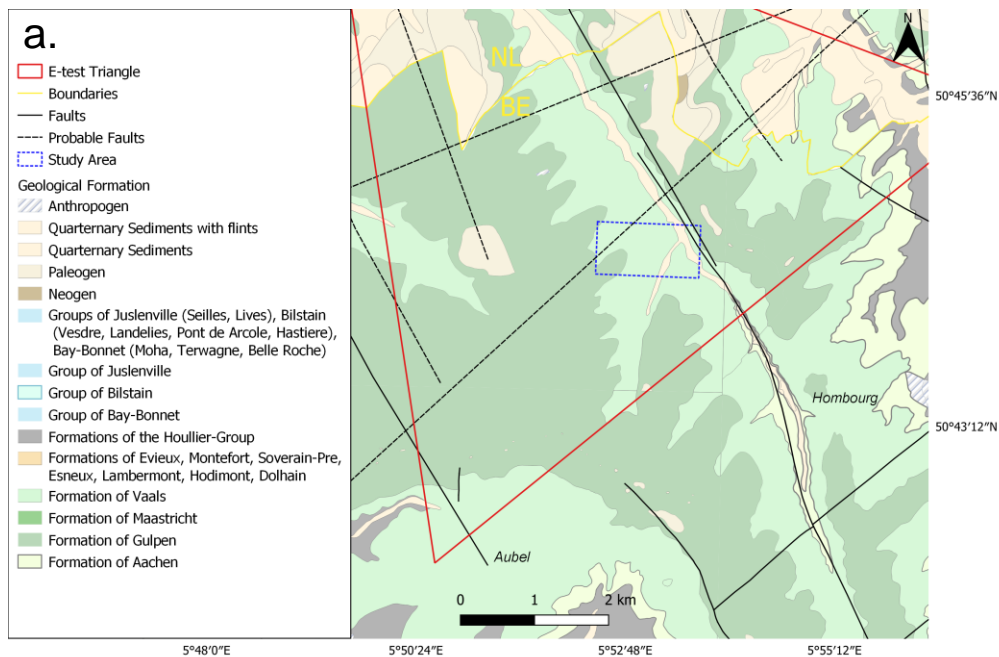 a.
E-test Triangle
Boundaries
Faults
Probable Faults
Study Area
Geological Formation
Anthropogen
Quarternary Sediments with flints
Quarternary Sediments
Paleogen
Neogen
Groups of Juslenville (Seilles, Lives), Bilstain
(Vesdre, Landelies, Pont de Arcole, Hastiere),
Bay-Bonnet (Moha, Terwagne, Belle Roche)
Group of Juslenville
Group of Bilstain
Group of Bay-Bonnet
Formations of the Houllier-Group
Formations of Evieux, Montefort, Soverain-Pre,
Esneux, Lambermont, Hodimont, Dolhain
Formation of Vaals
Formation of Maastricht
Formation of Gulpen
Formation of Aachen
NL
BE
N
50°45'36"N
Hombourg
50°43'12"N
Aubel
0 1 2 km
5°48'0"E 5°50'24"E 5°52'48"E 5°55'12"E